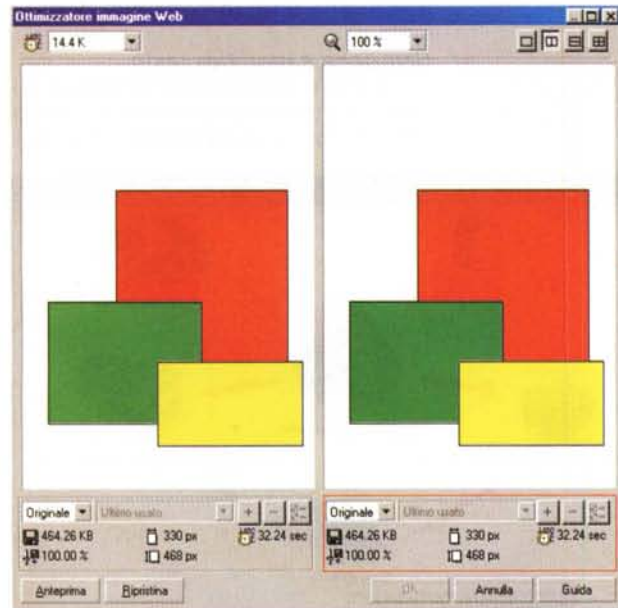 Ottimizzatore immagine Web
14.4 K 100 %
Originale Ultimo usato + −
464.26 KB 330 px 32.24 sec
100.00 % 468 px
Originale Ultimo usato + −
464.26 KB 330 px 32.24 sec
100.00 % 468 px
Anteprima Ripristina OK Annulla Guida